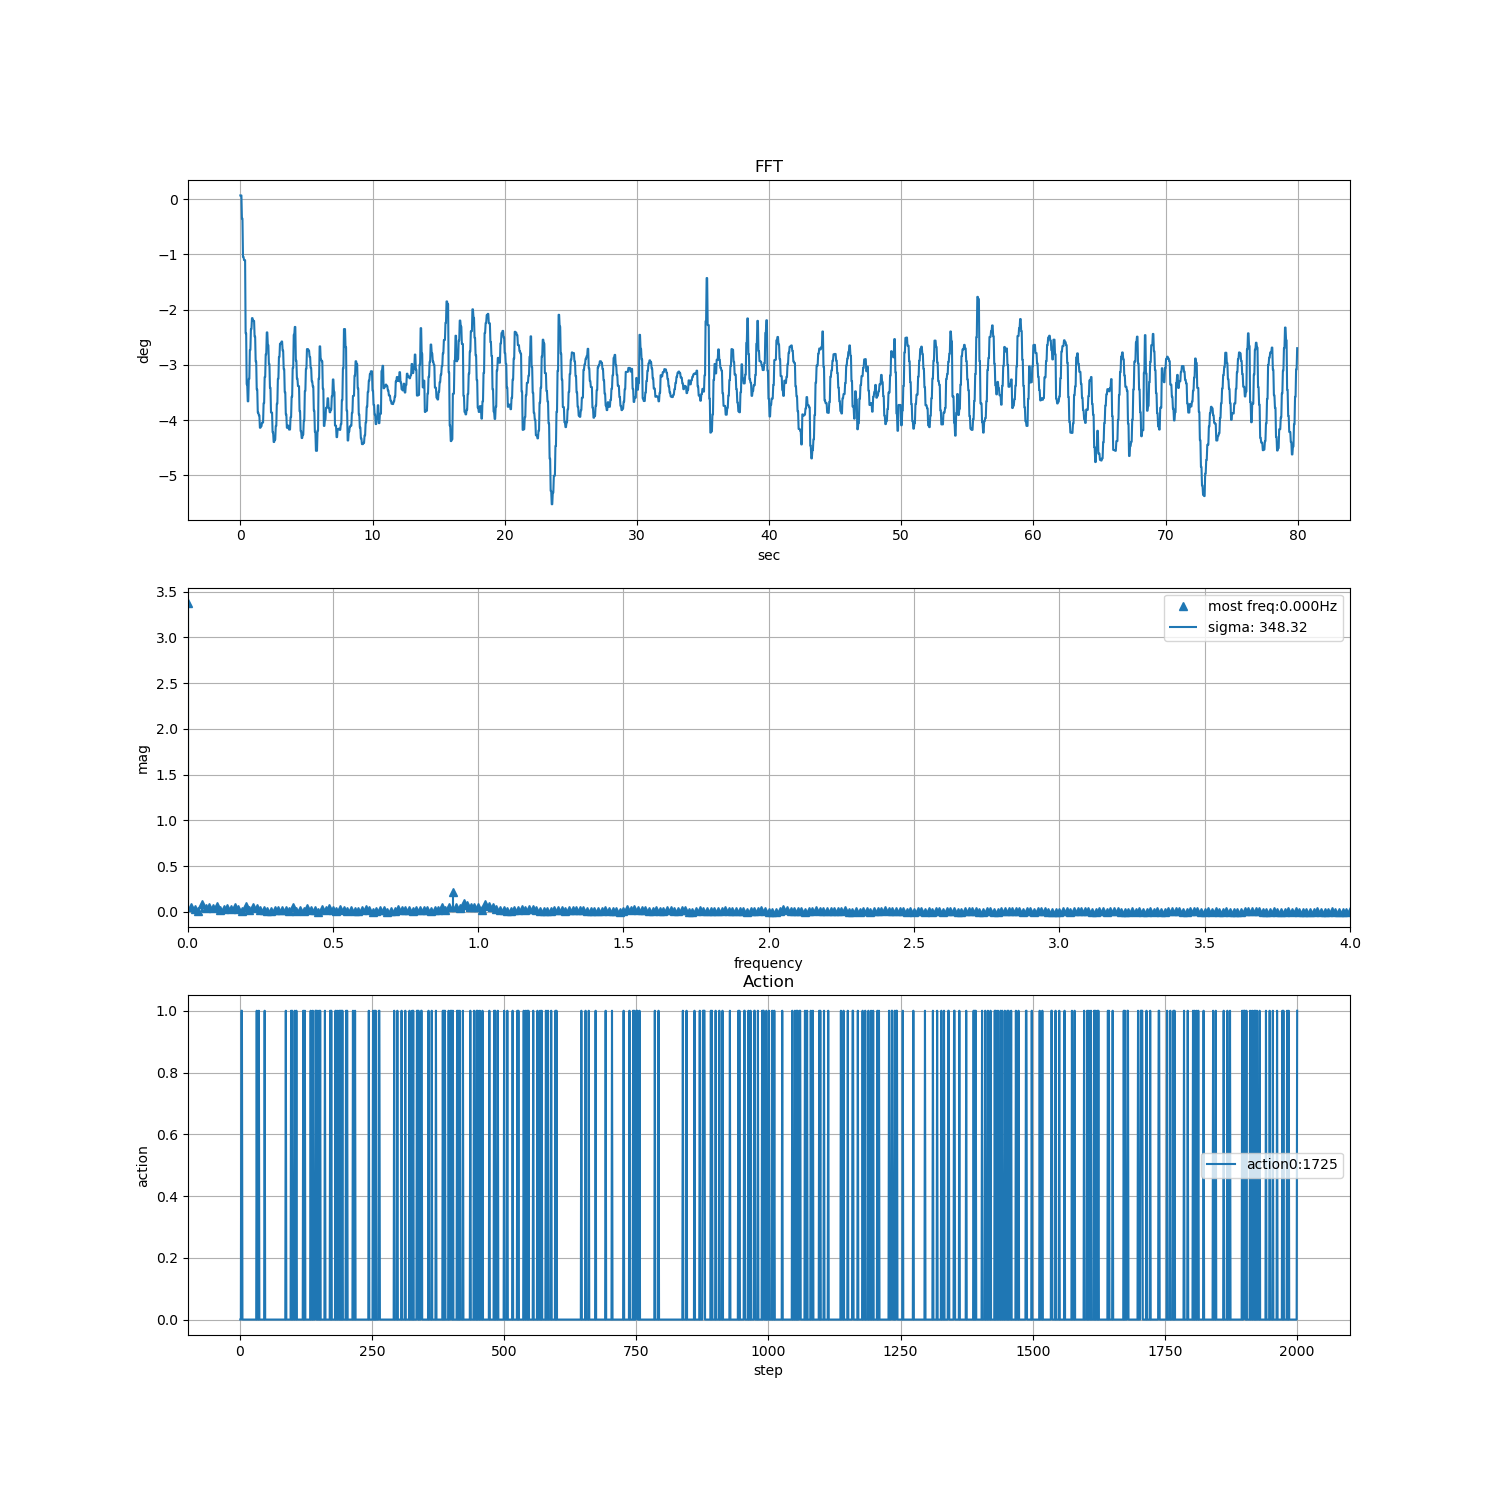 FFT
0
−1
−2
−3
−4
−5
deg
0 10 20 30 40 50 60 70 80
sec
3.5
3.0
2.5
2.0
1.5
1.0
0.5
0.0
mag
most freq:0.000Hz
sigma: 348.32
0.0 0.5 1.0 1.5 2.0 2.5 3.0 3.5 4.0
frequency
Action
1.0
0.8
0.6
0.4
0.2
0.0
action
action0:1725
0 250 500 750 1000 1250 1500 1750 2000
step